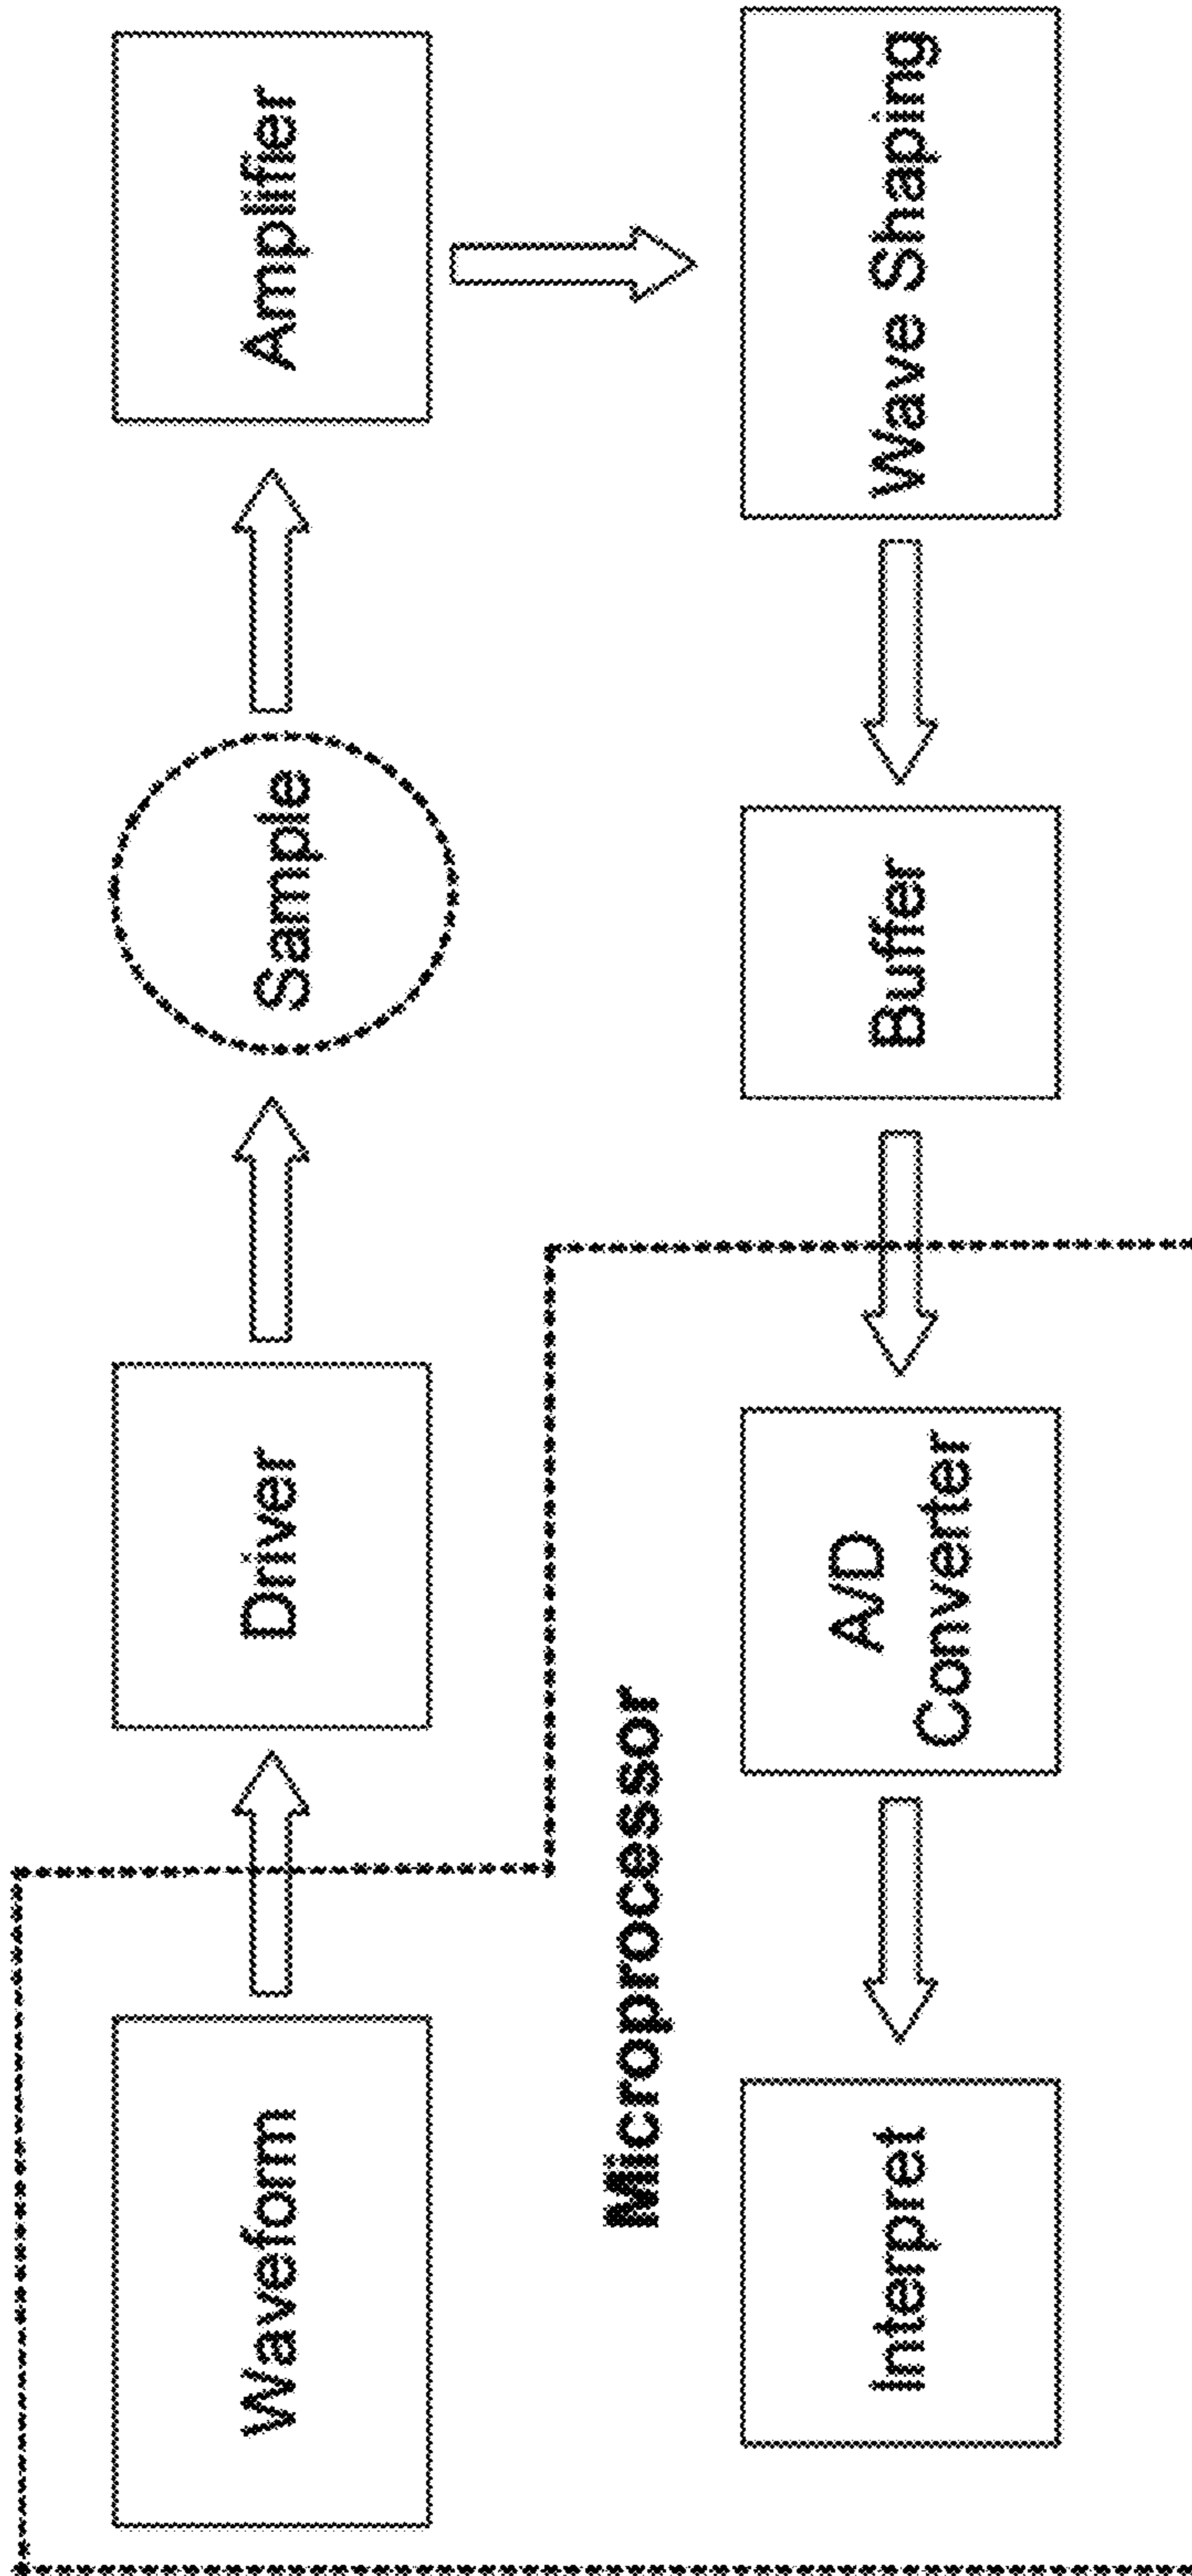 Waveform
Driver
Sample
Amplifier
Microprocessor
Interpret
A/D
Converter
Buffer
Wave Shaping